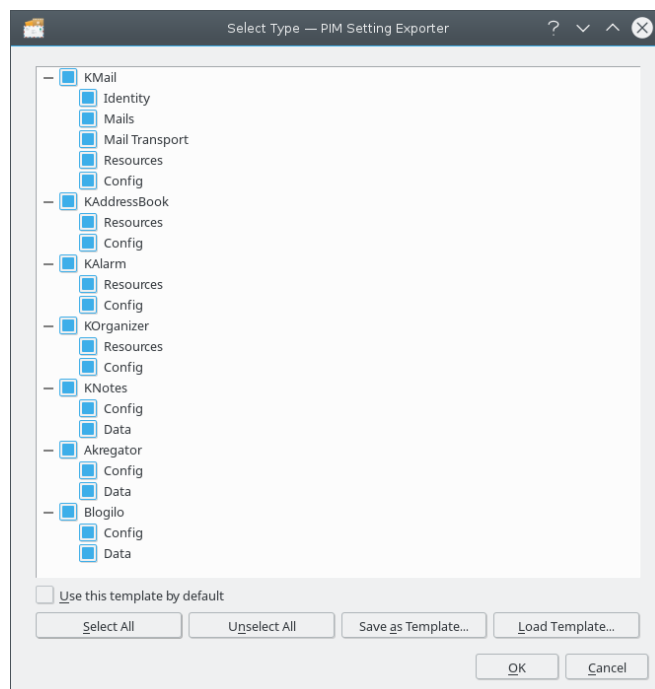 Select Type — PIM Setting Exporter
KMail
Identity
Mails
Mail Transport
Resources
Config
KAddressBook
Resources
Config
KAlarm
Resources
Config
KOrganizer
Resources
Config
KNotes
Config
Data
Akregator
Config
Data
Blogilo
Config
Data
Use this template by default
Select All Unselect All Save as Template... Load Template...
OK Cancel